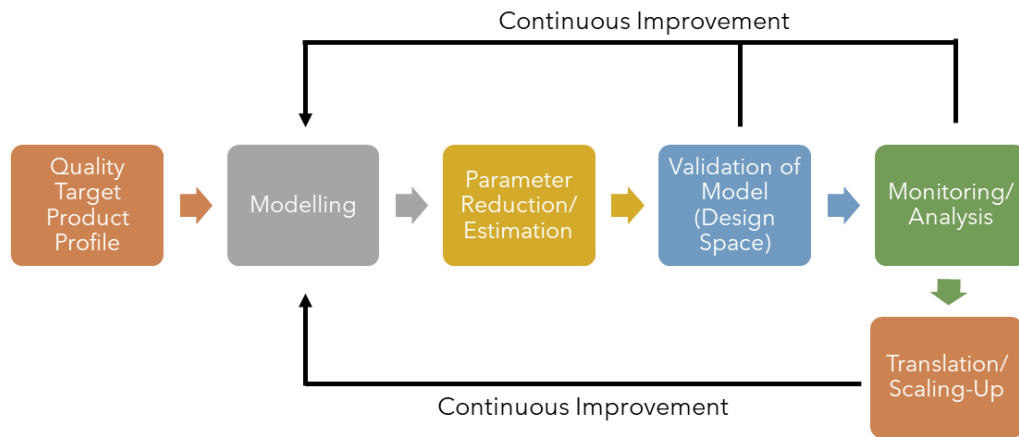 Continuous Improvement
Quality
Target
Product
Profile
Modelling
Parameter
Reduction/
Estimation
Validation of
Model
(Design
Space)
Monitoring/
Analysis
Translation/
Scaling-Up
Continuous Improvement